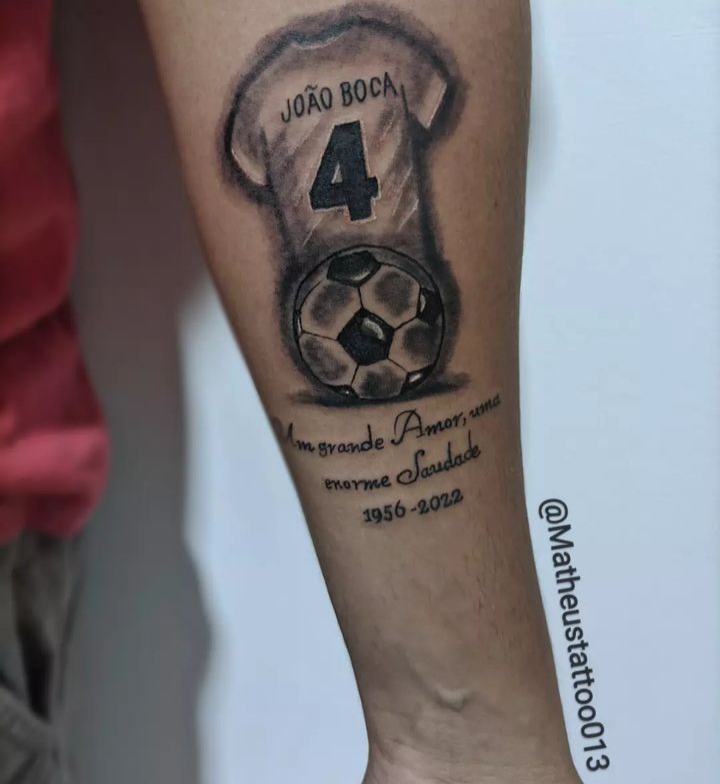 JOÃO BOCA
4
Um grande Amor, uma
enorme Saudade
1956-2022
@Matheustattoo013